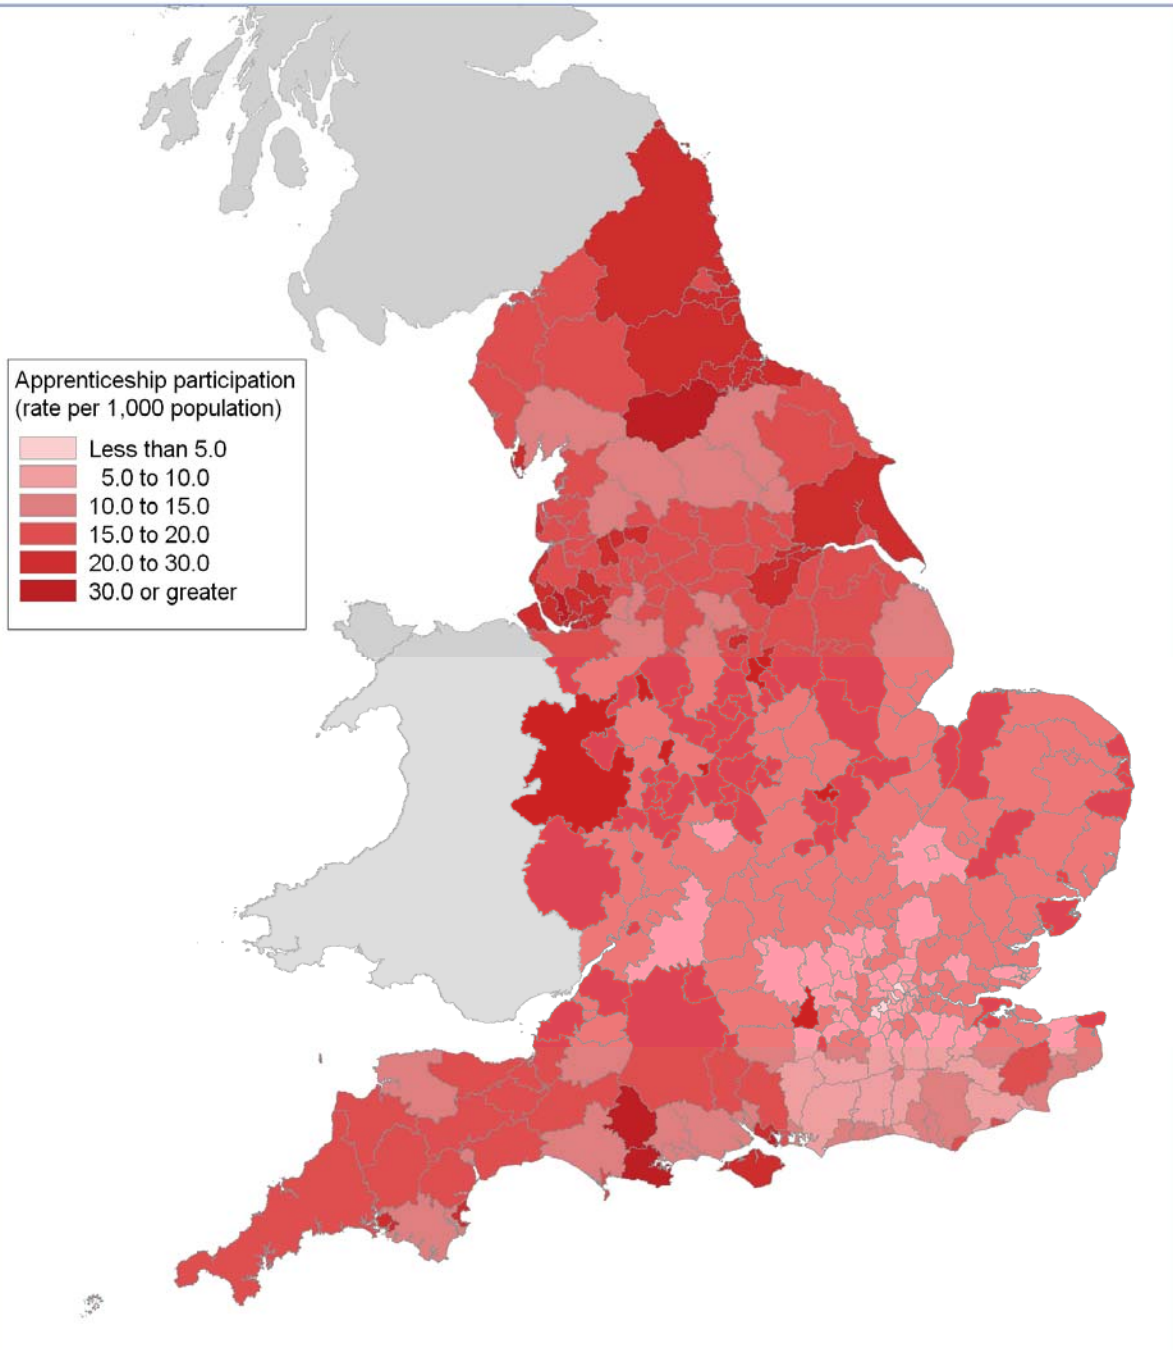 Apprenticeship participation
(rate per 1,000 population)
Less than 5.0
5.0 to 10.0
10.0 to 15.0
15.0 to 20.0
20.0 to 30.0
30.0 or greater